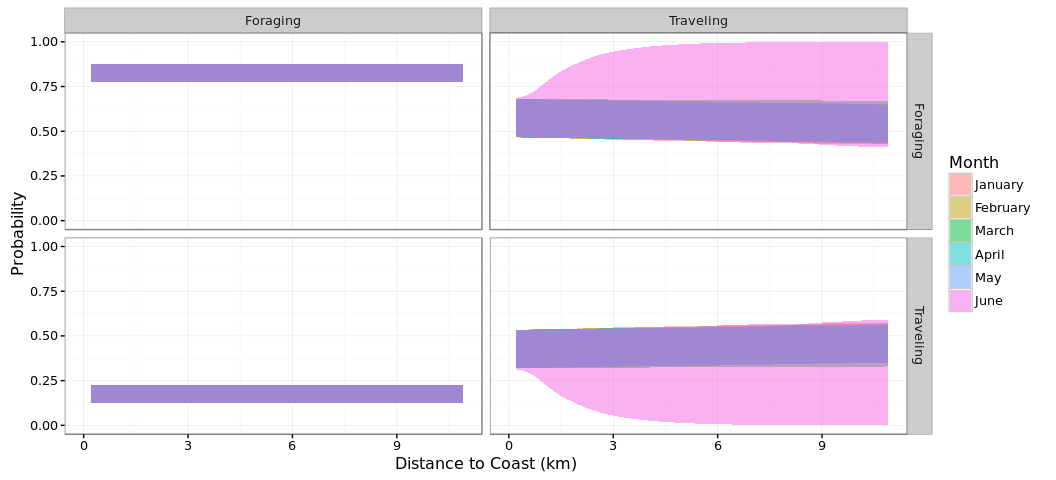 Foraging
Traveling
1.00
0.75
0.50
0.25
0.00
Foraging
1.00
0.75
0.50
0.25
0.00
Traveling
Probability
0
3
6
9
0
3
6
9
Distance to Coast (km)
Month
January
February
March
April
May
June